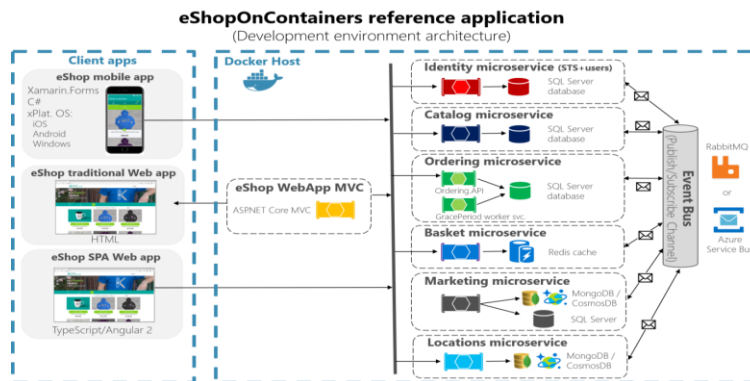 eShopOnContainers reference application
(Development environment architecture)
Client apps
eShop mobile app
Xamarin.Forms
C#
xPlat. OS:
iOS
Android
Windows
eShop traditional Web app
HTML
eShop SPA Web app
TypeScript/Angular 2
Docker Host
eShop WebApp MVC
ASP.NET Core MVC
Identity microservice (STS+users)
SQL Server
database
Catalog microservice
SQL Server
database
Ordering microservice
Ordering.API
SQL Server
database
GracePeriod worker svc.
Basket microservice
Redis cache
Marketing microservice
MongoDB /
CosmosDB
SQL Server
Locations microservice
MongoDB /
CosmosDB
Event Bus
(Publish/Subscribe Channel)
RabbitMQ
or
Azure
Service Bu